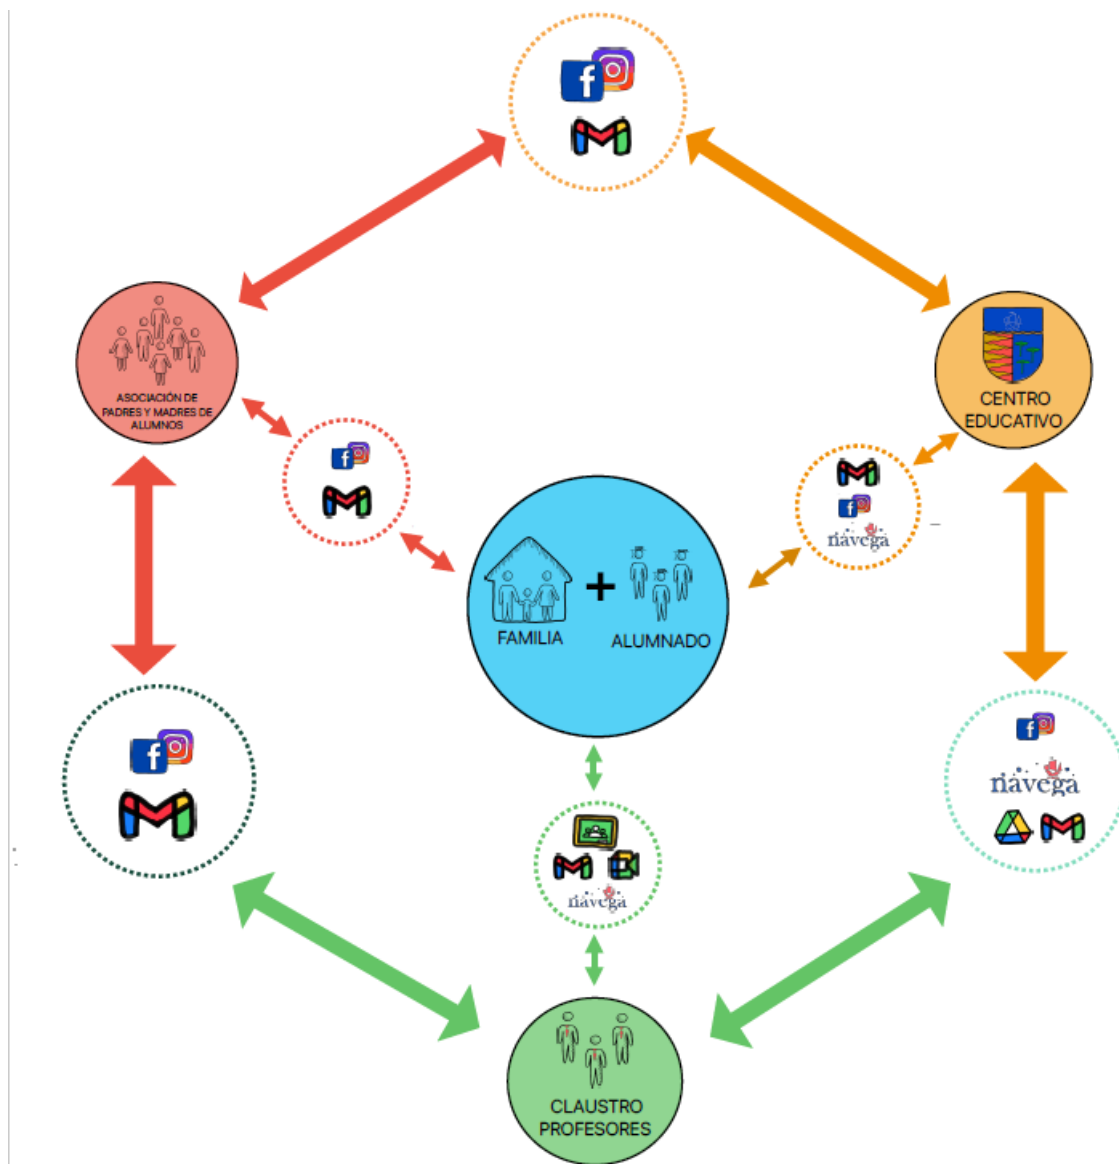 ASOCIACIÓN DE
PADRES Y MADRES DE
ALUMNOS
CENTRO
EDUCATIVO
navega
FAMILIA
+
ALUMNADO
navega
navega
CLAUSTRO
PROFESORES